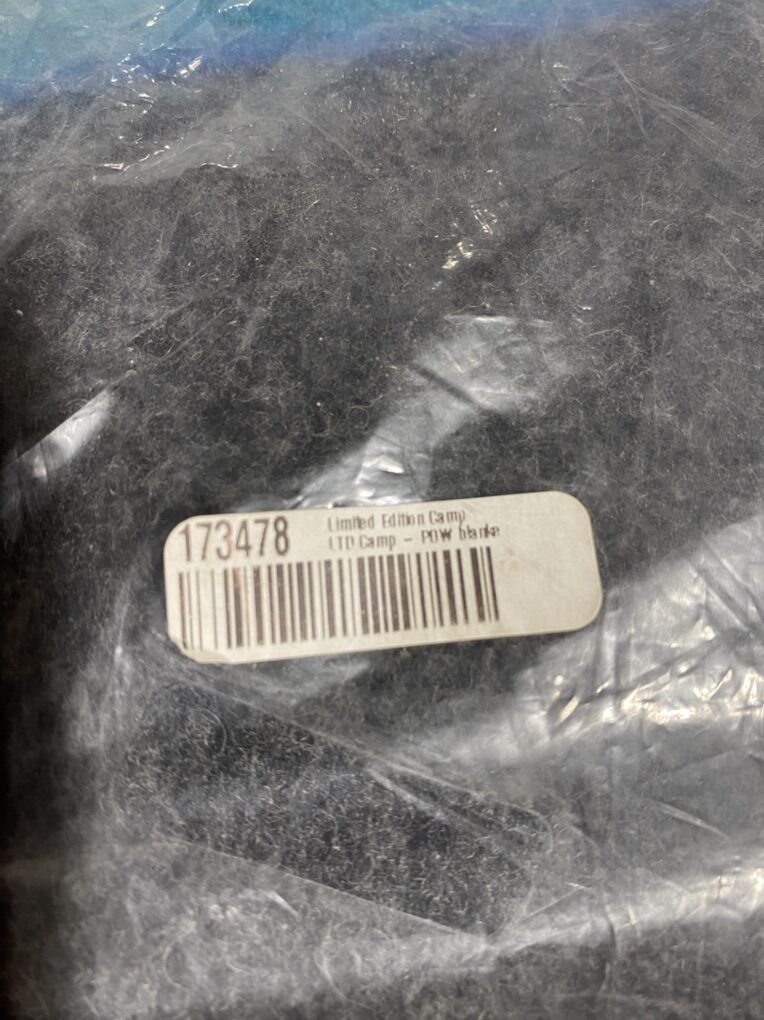 173478
Limited Edition Camp
LTD Camp - POW blanke